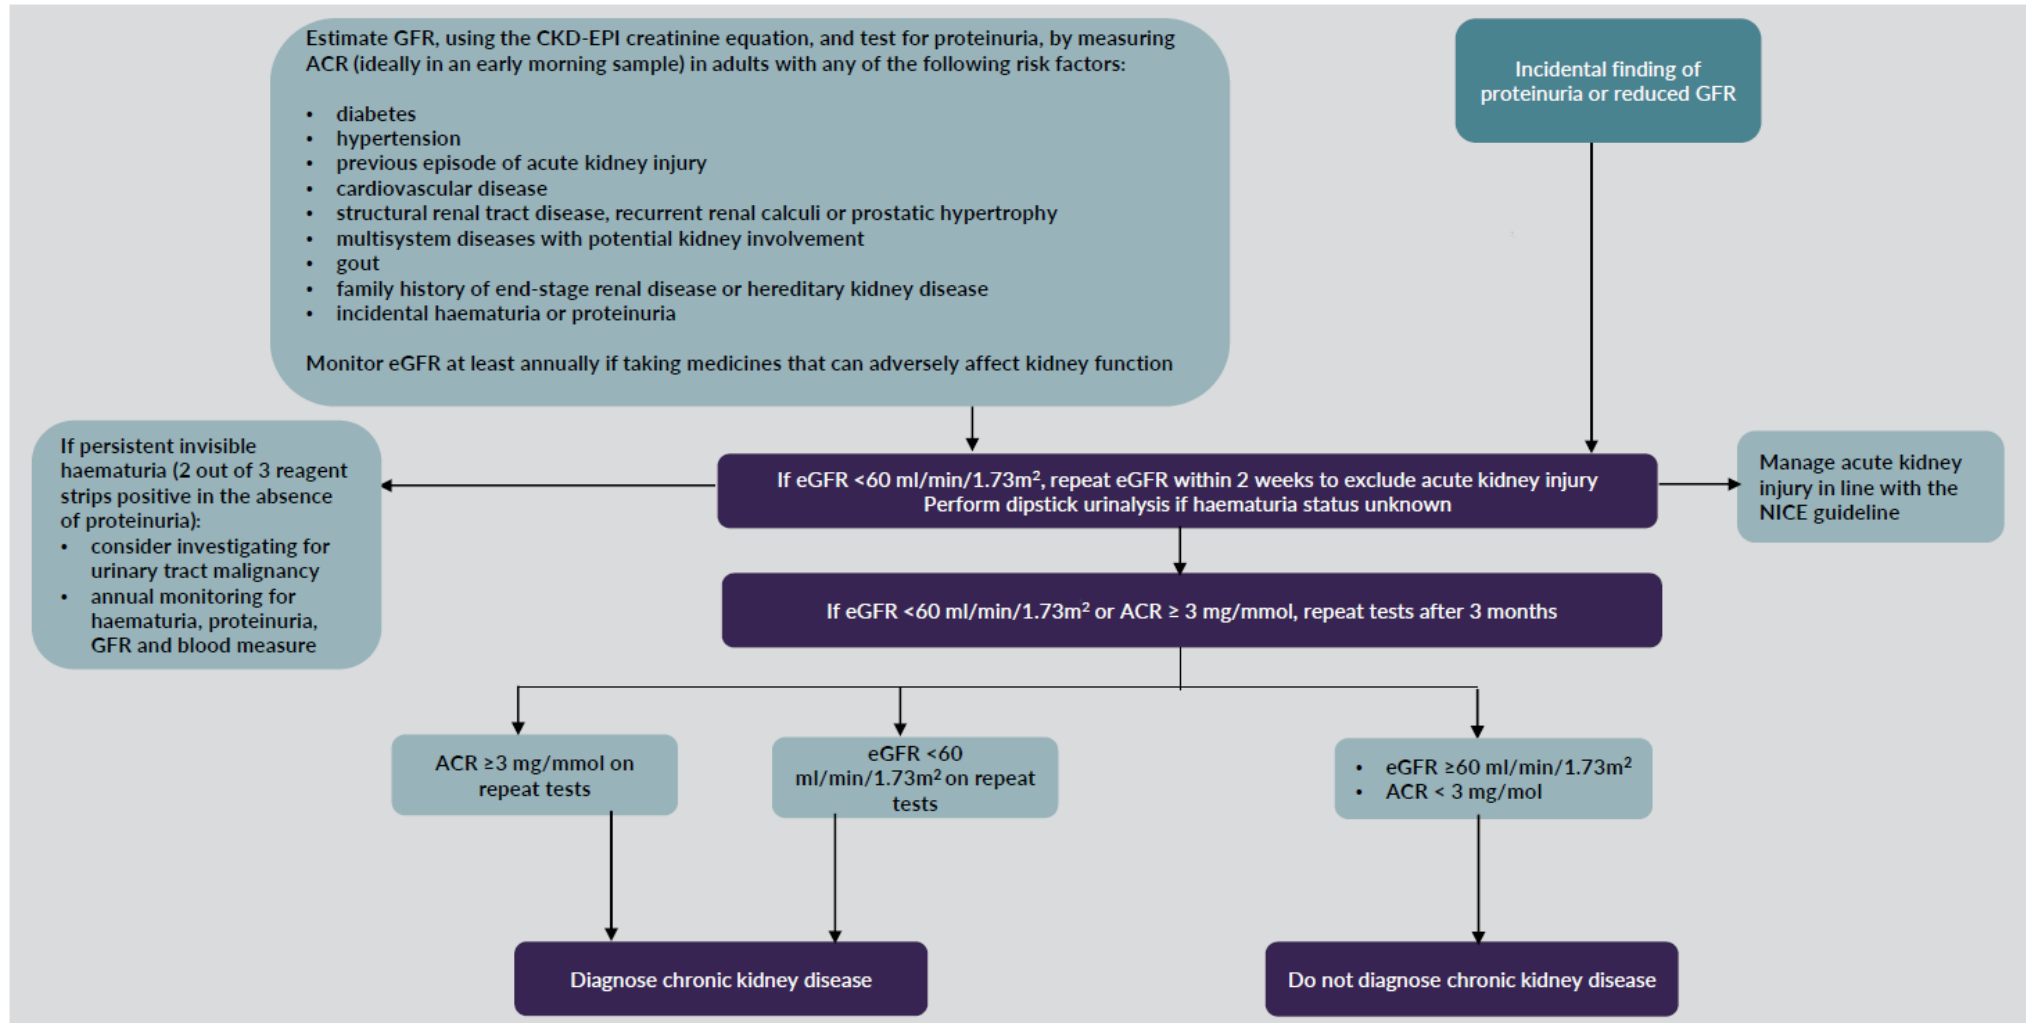 Estimate GFR, using the CKD-EPI creatinine equation, and test for proteinuria, by measuring
ACR (ideally in an early morning sample) in adults with any of the following risk factors:
• diabetes
• hypertension
• previous episode of acute kidney injury
• cardiovascular disease
• structural renal tract disease, recurrent renal calculi or prostatic hypertrophy
• multisystem diseases with potential kidney involvement
• gout
• family history of end-stage renal disease or hereditary kidney disease
• incidental haematuria or proteinuria
Monitor eGFR at least annually if taking medicines that can adversely affect kidney function
Incidental finding of
proteinuria or reduced GFR
If persistent invisible
haematuria (2 out of 3 reagent
strips positive in the absence
of proteinuria):
• consider investigating for
urinary tract malignancy
• annual monitoring for
haematuria, proteinuria,
GFR and blood measure
If eGFR <60 ml/min/1.73m², repeat eGFR within 2 weeks to exclude acute kidney injury
Perform dipstick urinalysis if haematuria status unknown
Manage acute kidney
injury in line with the
NICE guideline
If eGFR <60 ml/min/1.73m² or ACR ≥ 3 mg/mmol, repeat tests after 3 months
ACR ≥3 mg/mmol on
repeat tests
eGFR <60
ml/min/1.73m² on repeat
tests
• eGFR ≥60 ml/min/1.73m²
• ACR < 3 mg/mol
Diagnose chronic kidney disease
Do not diagnose chronic kidney disease